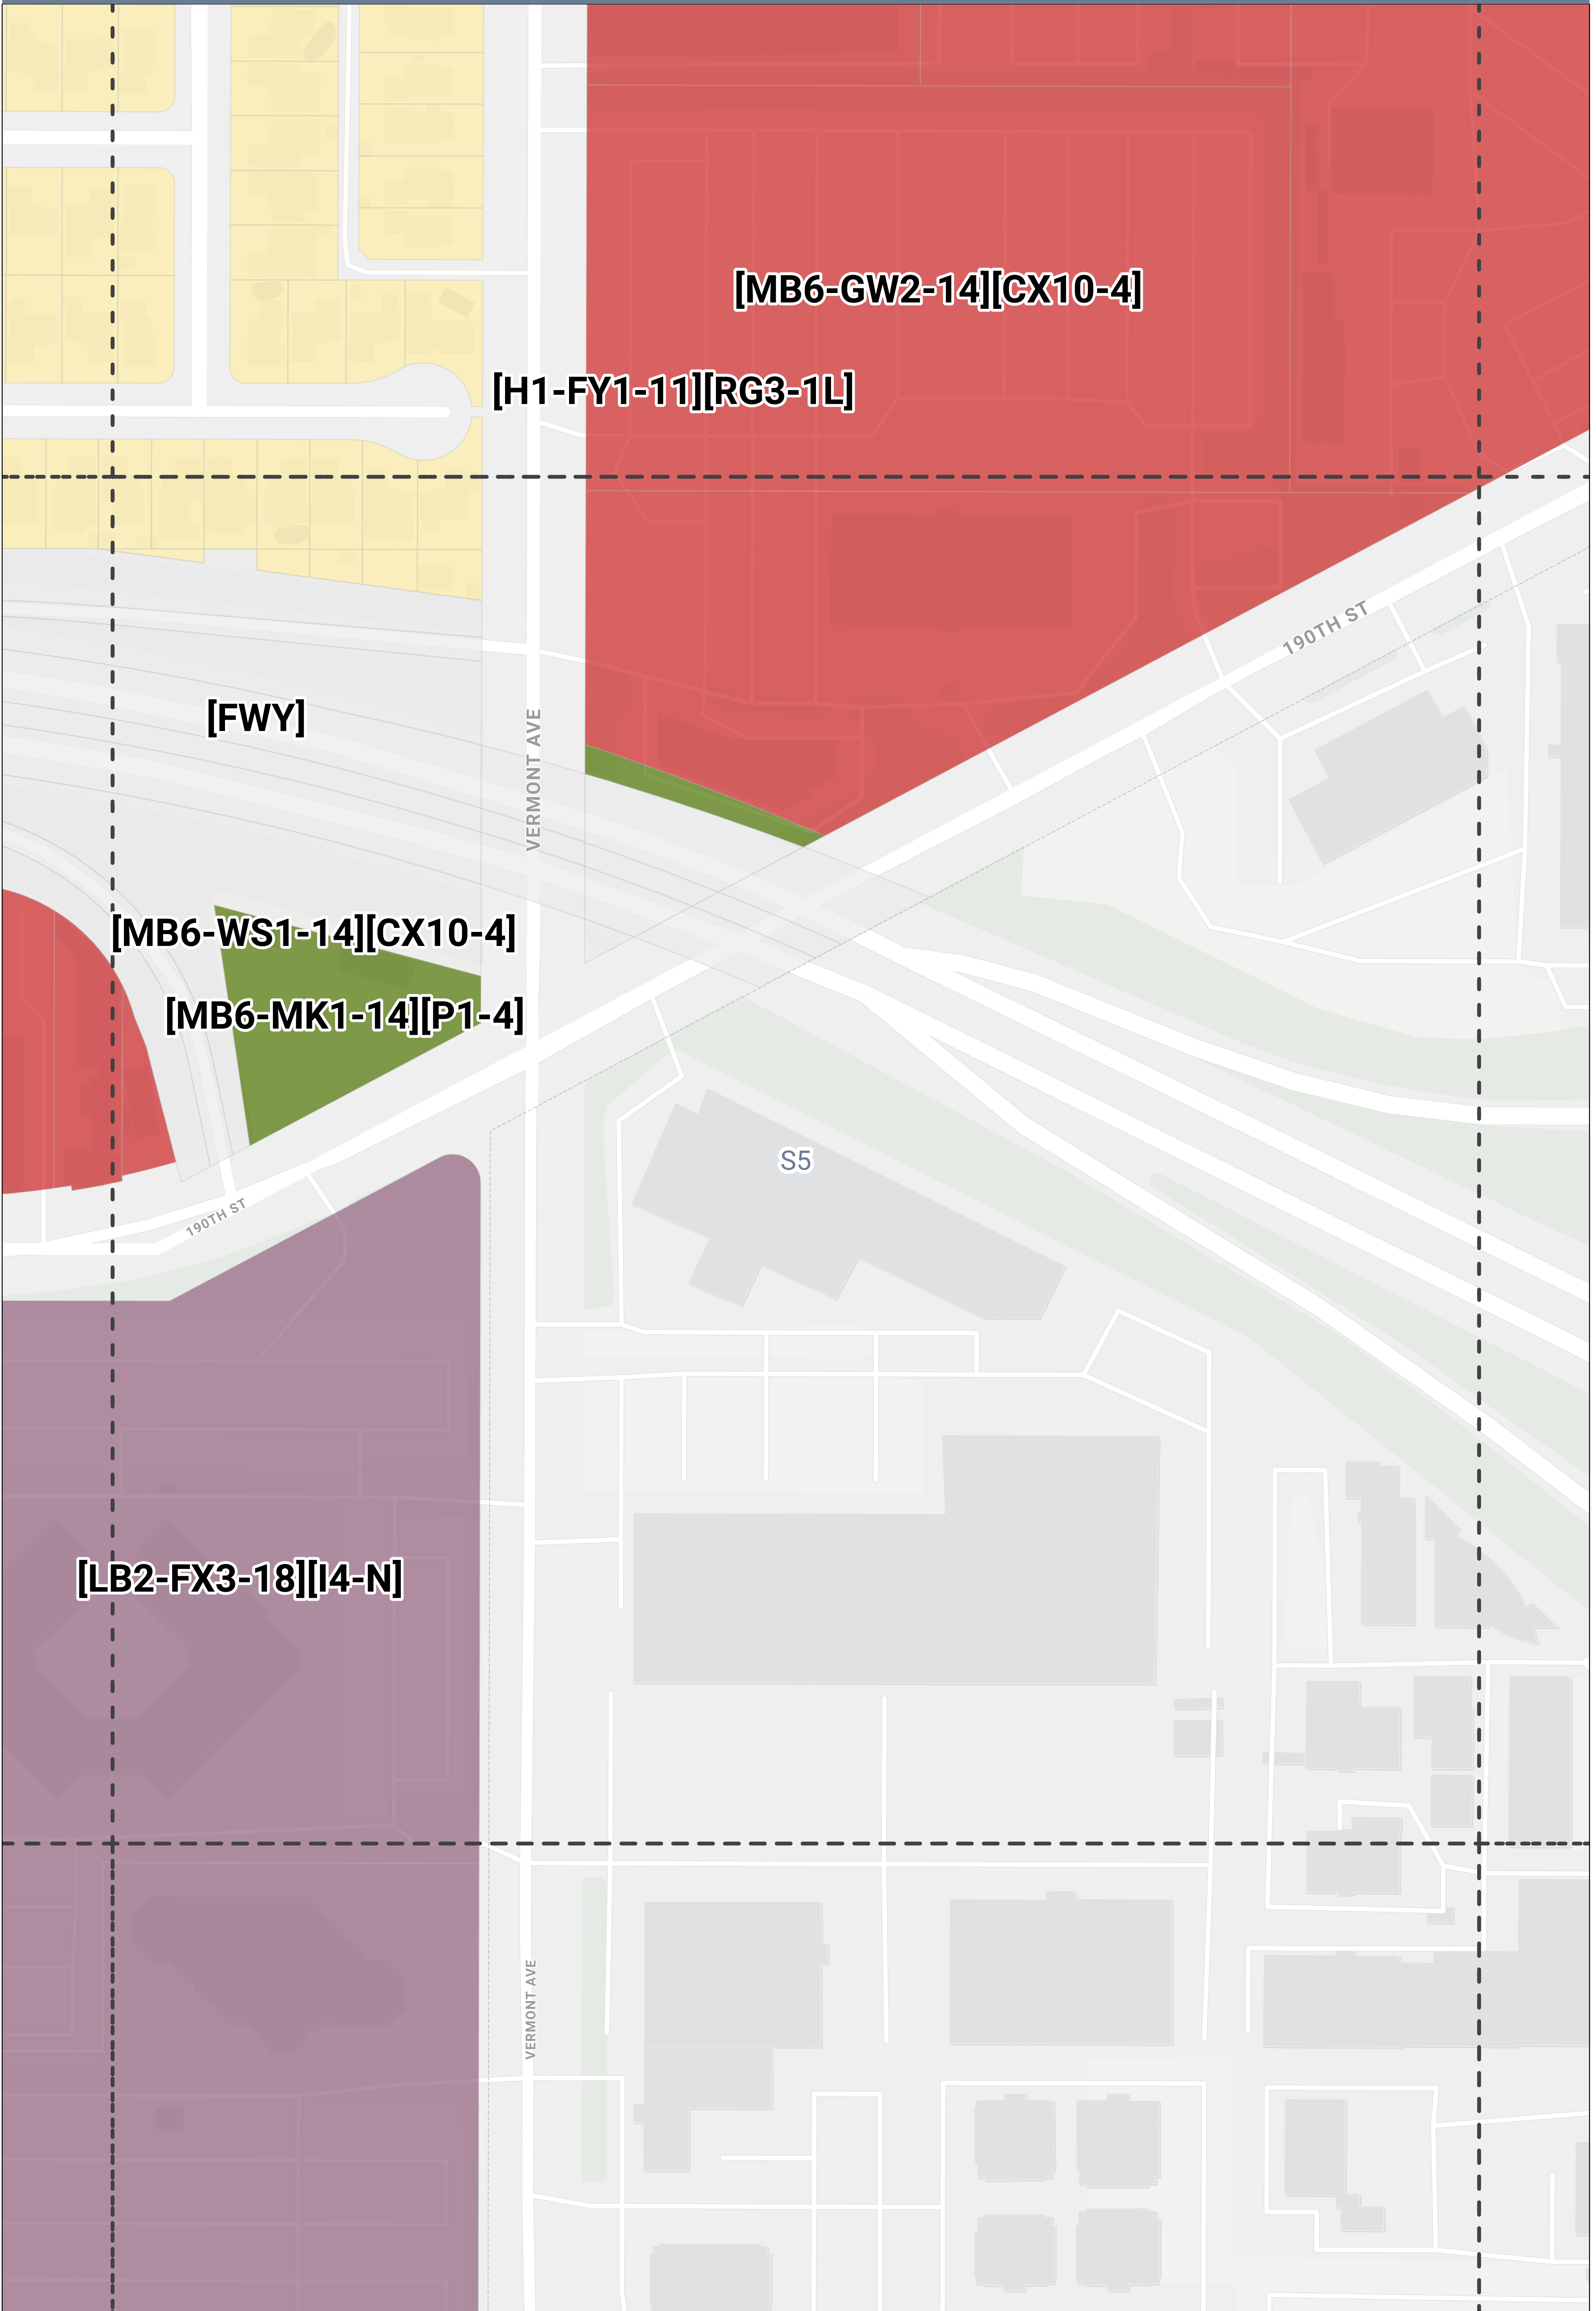 [MB6-GW2-14][CX10-4]
[H1-FY1-11][RG3-1L]
190TH ST
[FWY]
VERMONT AVE
[MB6-WS1-14][CX10-4]
[MB6-MK1-14][P1-4]
S5
190TH ST
[LB2-FX3-18][I4-N]
VERMONT AVE